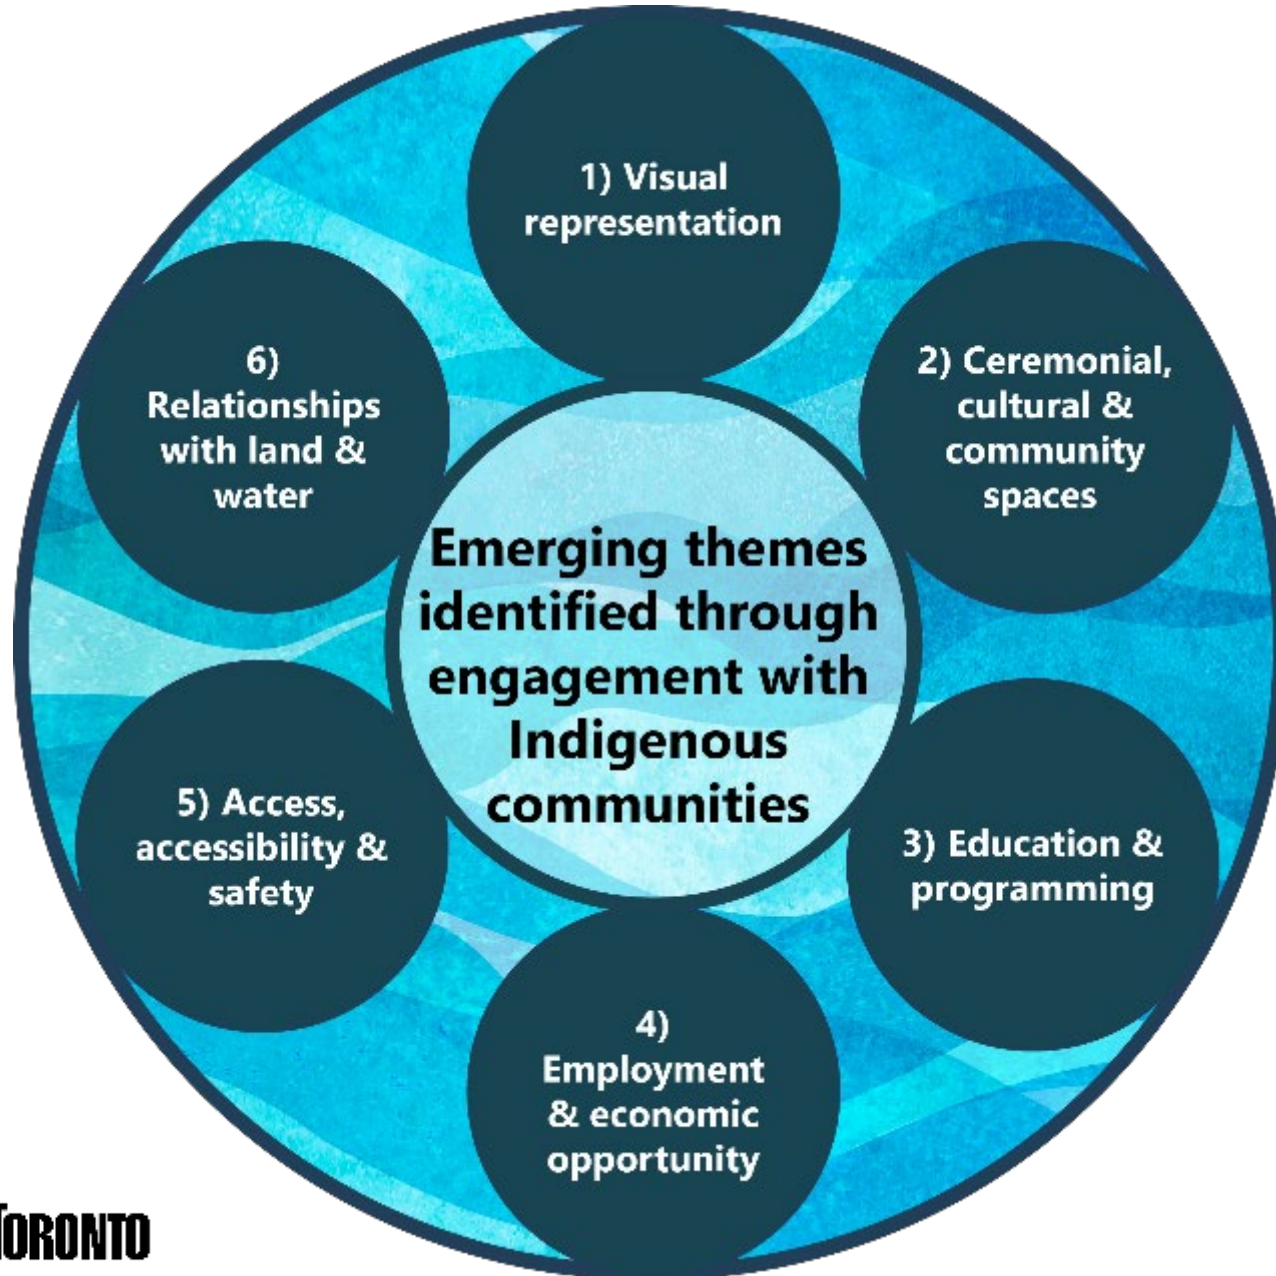 1) Visual
representation
2) Ceremonial,
cultural &
community
spaces
3) Education &
programming
4)
Employment
& economic
opportunity
5) Access,
accessibility &
safety
6)
Relationships
with land &
water
Emerging themes
identified through
engagement with
Indigenous
communities
TORONTO